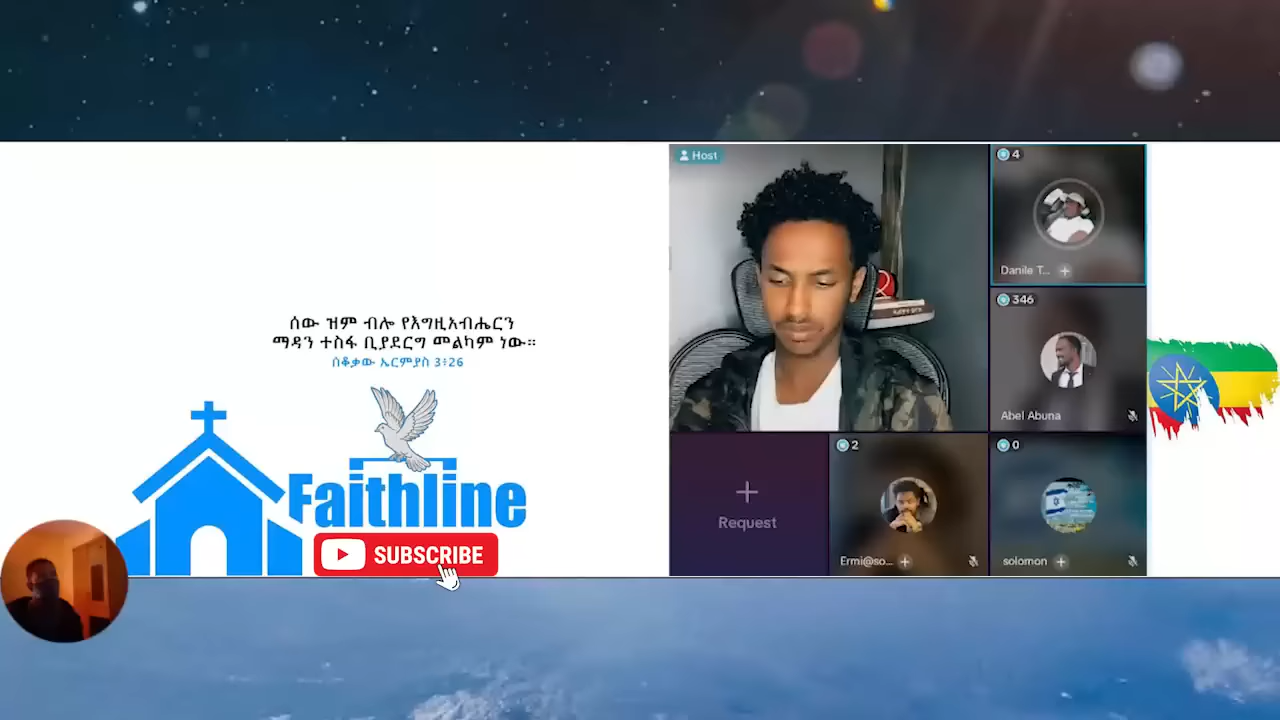 ሰው ዝም ብሎ የእግዚአብሔርን
ማዳን ተስፋ ቢያደርግ መልካም ነው።
ሰቆቃው ኤርምያስ 3፥26
Faithline
SUBSCRIBE
Host
4
Danile T...
346
Abel Abuna
Request
2
Ermi@so...
0
solomon